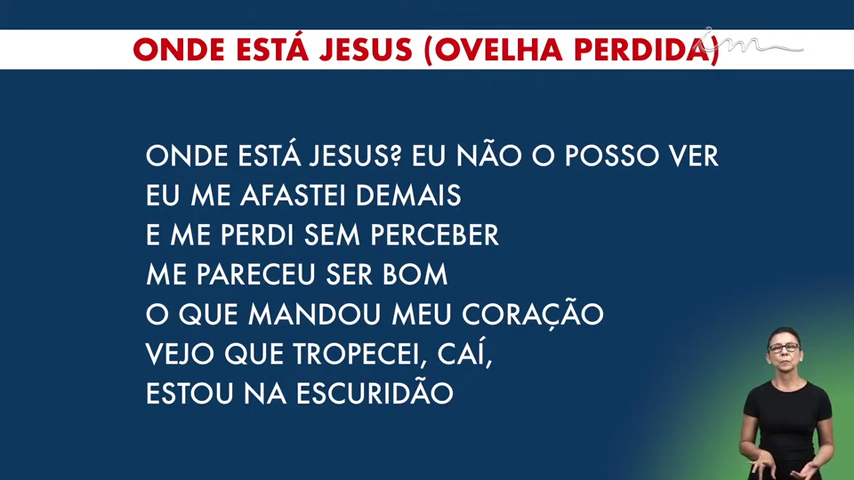 ONDE ESTÁ JESUS (OVELHA PERDIDA)
ONDE ESTÁ JESUS? EU NÃO O POSSO VER
EU ME AFASTEI DEMAIS
E ME PERDI SEM PERCEBER
ME PARECEU SER BOM
O QUE MANDOU MEU CORAÇÃO
VEJO QUE TROPECEI, CAÍ,
ESTOU NA ESCURIDÃO